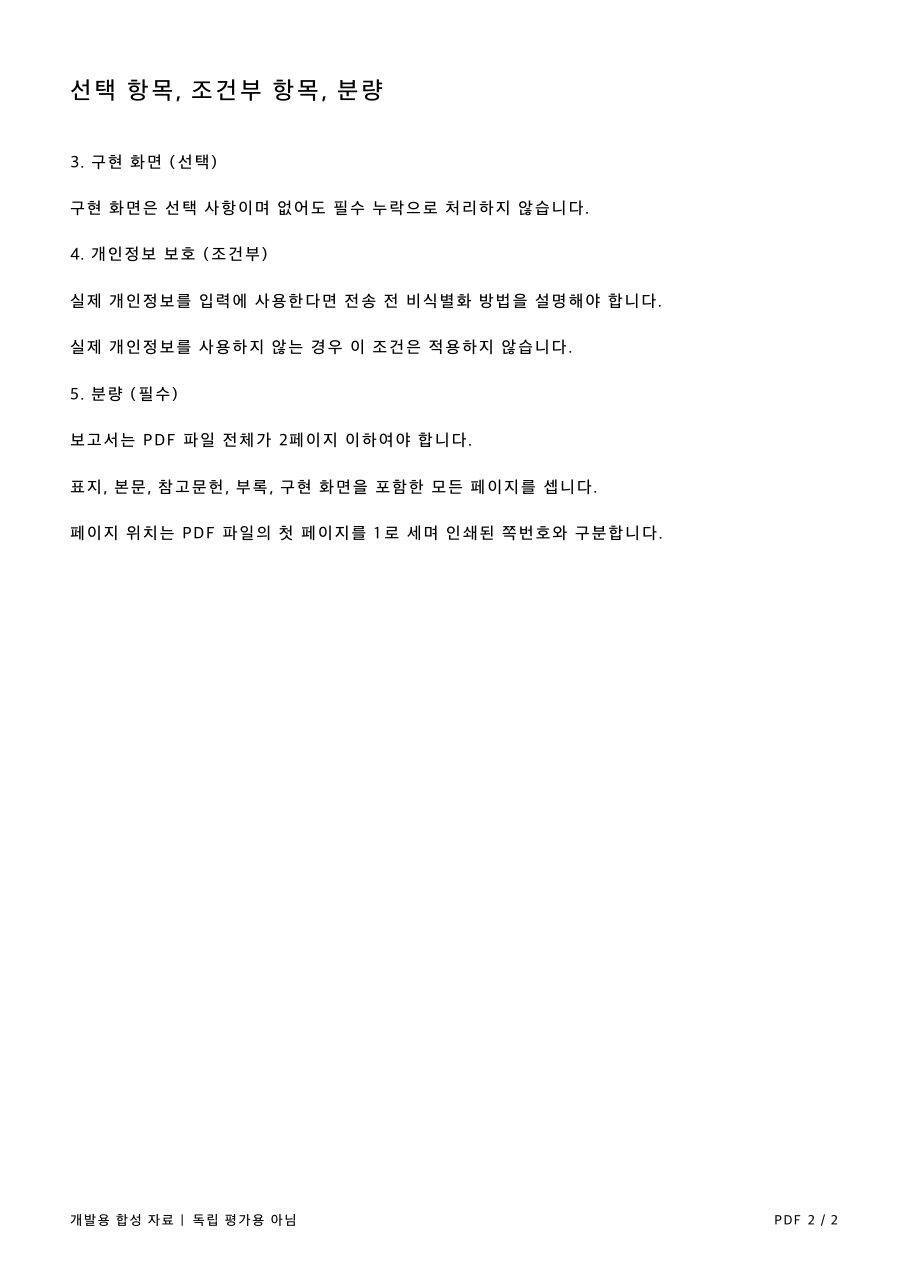 선택 항목, 조건부 항목, 분량
3. 구현 화면 (선택)
구현 화면은 선택 사항이며 없어도 필수 누락으로 처리하지 않습니다.
4. 개인정보 보호 (조건부)
실제 개인정보를 입력에 사용한다면 전송 전 비식별화 방법을 설명해야 합니다.
실제 개인정보를 사용하지 않는 경우 이 조건은 적용하지 않습니다.
5. 분량 (필수)
보고서는 PDF 파일 전체가 2페이지 이하여야 합니다.
표지, 본문, 참고문헌, 부록, 구현 화면을 포함한 모든 페이지를 셉니다.
페이지 위치는 PDF 파일의 첫 페이지를 1로 세며 인쇄된 쪽번호와 구분합니다.
개발용 합성 자료 | 독립 평가용 아님
PDF 2 / 2